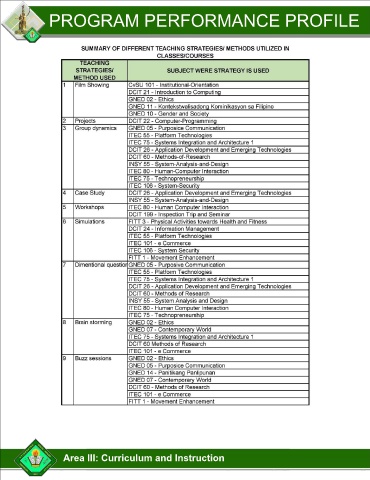 PROGRAM PERFORMANCE PROFILE
SUMMARY OF DIFFERENT TEACHING STRATEGIES/ METHODS UTILIZED IN
CLASSES/COURSES
TEACHING
STRATEGIES/
METHOD USED
SUBJECT WERE STRATEGY IS USED
1 Film Showing CvSU 101 - Institutional-Orientation
DCIT 21 - Introduction to Computing
GNED 02 - Ethics
GNED 11 - Kontekstwalisadong Kominikasyon sa Filipino
GNED 10 - Gender and Society
2 Projects DCIT 22 - Computer-Programming
3 Group dynamics GNED 05 - Purposice Communication
ITEC 55 - Platform Technologies
ITEC 75 - Systems Integration and Architecture 1
DCIT 26 - Application Development and Emerging Technologies
DCIT 60 - Methods-of-Research
INSY 55 - System-Analysis-and-Design
ITEC 80 - Human-Computer Interaction
ITEC 75 - Technopreneurship
ITEC 106 - System-Security
4 Case Study DCIT 26 - Application Development and Emerging Technologies
INSY 55 - System-Analysis-and-Design
5 Workshops ITEC 80 - Human Computer Interaction
DCIT 199 - Inspection Trip and Seminar
6 Simulations FITT 3 - Physical Activities towards Health and Fitness
DCIT 24 - Information Management
ITEC 55 - Platform Technologies
ITEC 101 - e Commerce
ITEC 106 - System Security
FITT 1 - Movement Enhancement
7 Dimentional question GNED 05 - Purposive Communication
ITEC 55 - Platform Technologies
ITEC 75 - Systems Integration and Architecture 1
DCIT 26 - Application Development and Emerging Technologies
DCIT 60 - Methods of Research
INSY 55 - System Analysis and Design
ITEC 80 - Human Computer Interaction
ITEC 75 - Technopreneurship
8 Brain storming GNED 02 - Ethics
GNED 07 - Contemporary World
ITEC 75 - Systems Integration and Architecture 1
DCIT 60 Methods of Research
ITEC 101 - e Commerce
9 Buzz sessions GNED 02 - Ethics
GNED 05 - Purposice Communication
GNED 14 - Panitikang Panlipunan
GNED 07 - Contemporary World
DCIT 60 - Methods of Research
ITEC 101 - e Commerce
FITT 1 - Movement Enhancement
Area III: Curriculum and Instruction